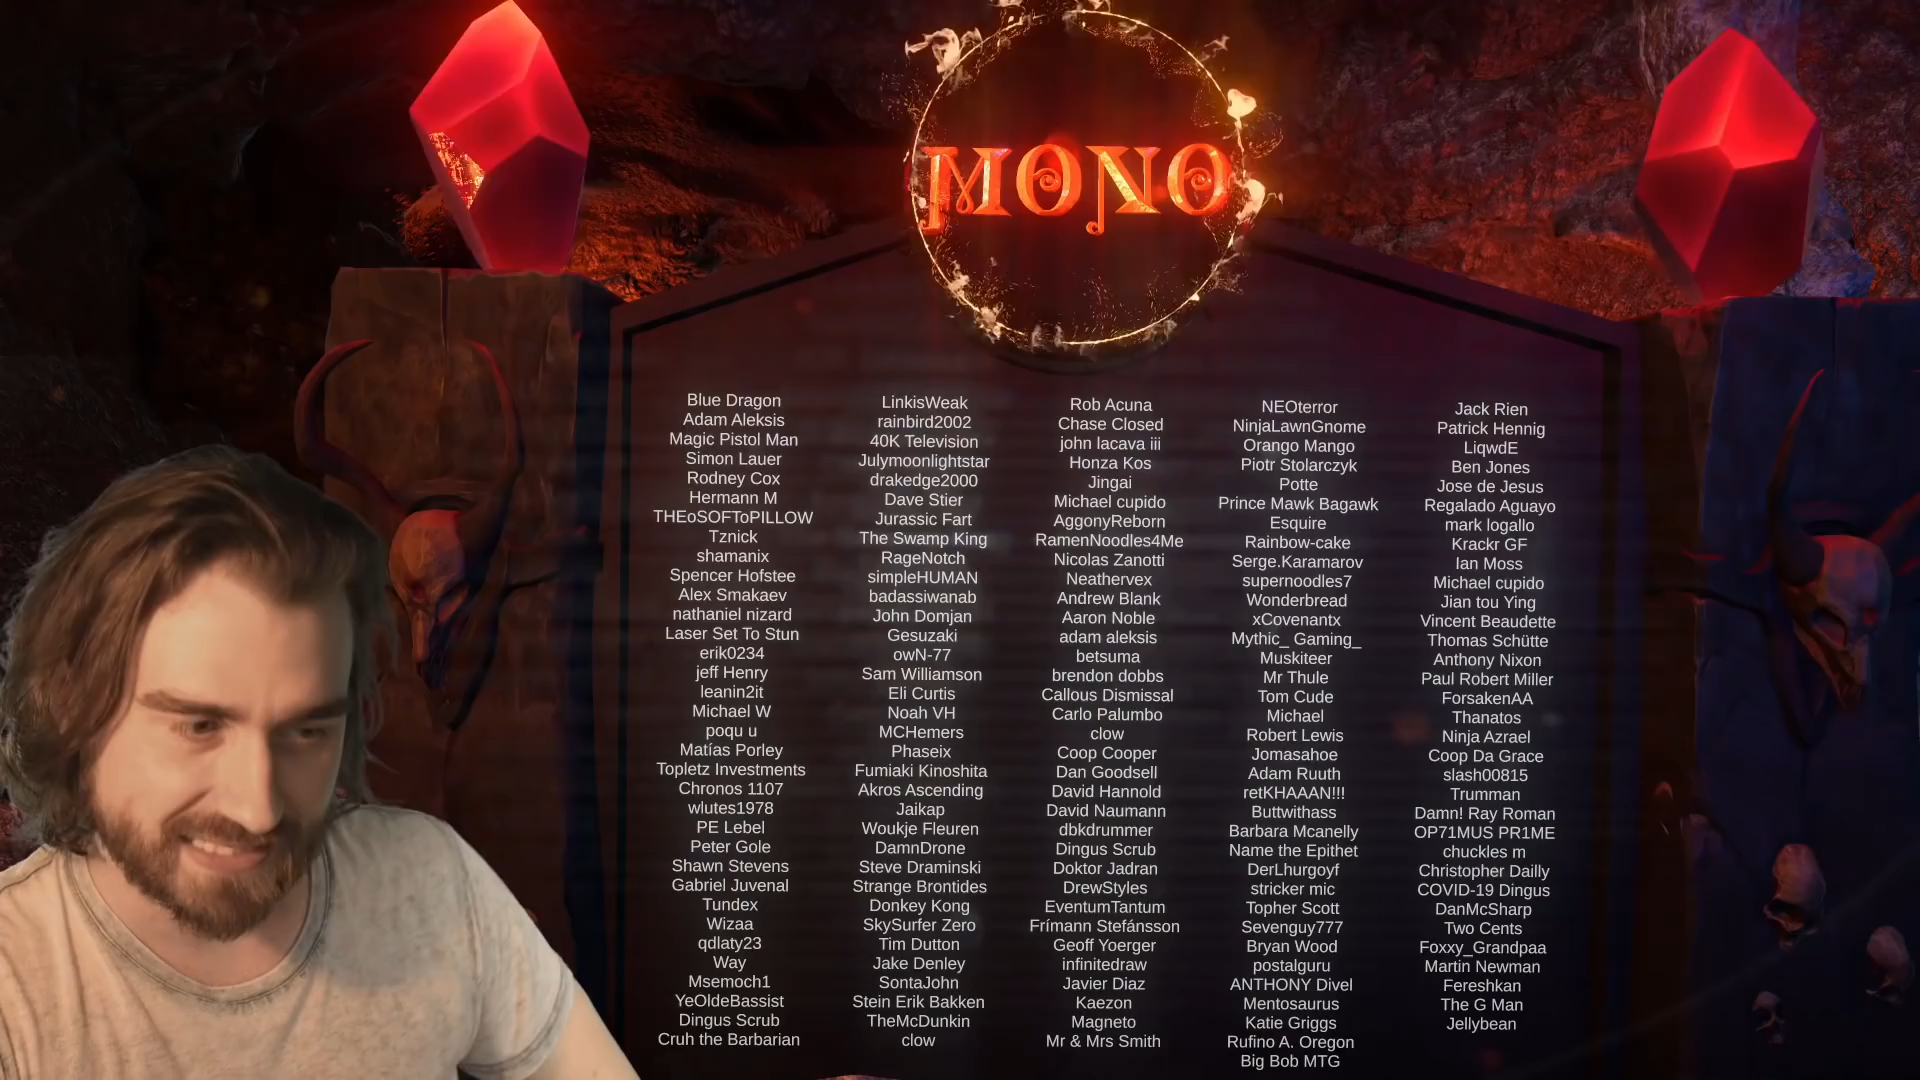 MONO
Blue Dragon
Adam Aleksis
Magic Pistol Man
Simon Lauer
Rodney Cox
Hermann M
THEoSOFToPILLOW
Tznick
shamanix
Spencer Hofstee
Alex Smakaev
nathaniel nizard
Laser Set To Stun
erik0234
jeff Henry
leanin2it
Michael W
poqu u
Matías Porley
Topletz Investments
Chronos 1107
wlutes1978
PE Lebel
Peter Gole
Shawn Stevens
Gabriel Juvenal
Tundex
Wizaa
qdlaty23
Way
Msemoch1
YeOldeBassist
Dingus Scrub
Cruh the Barbarian
LinkisWeak
rainbird2002
40K Television
Julymoonlightstar
drakedge2000
Dave Stier
Jurassic Fart
The Swamp King
RageNotch
simpleHUMAN
badassiwanab
John Domjan
Gesuzaki
owN-77
Sam Williamson
Eli Curtis
Noah VH
MCHemers
Phaseix
Fumiaki Kinoshita
Akros Ascending
Jaikap
Woukje Fleuren
DamnDrone
Steve Draminski
Strange Brontides
Donkey Kong
SkySurfer Zero
Tim Dutton
Jake Denley
SontaJohn
Stein Erik Bakken
TheMcDunkin
clow
Rob Acuna
Chase Closed
john lacava iii
Honza Kos
Jingai
Michael cupido
AggonyReborn
RamenNoodles4Me
Nicolas Zanotti
Neathervex
Andrew Blank
Aaron Noble
adam aleksis
betsuma
brendon dobbs
Callous Dismissal
Carlo Palumbo
clow
Coop Cooper
Dan Goodsell
David Hannold
David Naumann
dbkdrummer
Dingus Scrub
Doktor Jadran
DrewStyles
EventumTantum
Frímann Stefánsson
Geoff Yoerger
infinitedraw
Javier Diaz
Kaezon
Magneto
Mr & Mrs Smith
NEOterror
NinjaLawnGnome
Orango Mango
Piotr Stolarczyk
Potte
Prince Mawk Bagawk
Esquire
Rainbow-cake
Serge.Karamarov
supernoodles7
Wonderbread
xCovenantx
Mythic_ Gaming_
Muskiteer
Mr Thule
Tom Cude
Michael
Robert Lewis
Jomasahoe
Adam Ruuth
retKHAAAN!!!
Buttwithass
Barbara Mcanelly
Name the Epithet
DerLhurgoyf
stricker mic
Topher Scott
Sevenguy777
Bryan Wood
postalguru
ANTHONY Divel
Mentosaurus
Katie Griggs
Rufino A. Oregon
Big Bob MTG
Jack Rien
Patrick Hennig
LiqwdE
Ben Jones
Jose de Jesus
Regalado Aguayo
mark logallo
Krackr GF
Ian Moss
Michael cupido
Jian tou Ying
Vincent Beaudette
Thomas Schütte
Anthony Nixon
Paul Robert Miller
ForsakenAA
Thanatos
Ninja Azrael
Coop Da Grace
slash00815
Trumman
Damn! Ray Roman
OP71MUS PR1ME
chuckles m
Christopher Dailly
COVID-19 Dingus
DanMcSharp
Two Cents
Foxxy_Grandpaa
Martin Newman
Fereshkan
The G Man
Jellybean